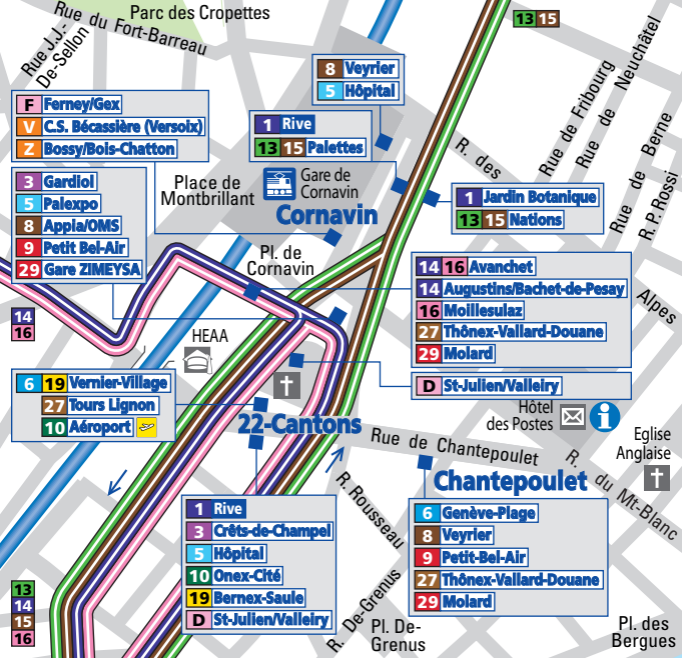 Parc des Cropettes
Rue du Fort-Barreau
Rue J.J.-
De-Sellon
13 15
8 Veyrier
5 Hôpital
F Ferney/Gex
V C.S. Bécassière (Versoix)
Z Bossy/Bois-Chatton
1 Rive
13 15 Palettes
R. des
Alpes
Rue de Fribourg
Rue de Neuchâtel
Rue de Berne
R. P. Rossi
3 Gardiol
5 Palexpo
8 Appia/OMS
9 Petit Bel-Air
29 Gare ZIMEYSA
Place de
Montbrillant
Gare de
Cornavin
Cornavin
1 Jardin Botanique
13 15 Nations
Pl. de
Cornavin
14 16 Avanchet
14 Augustins/Bachet-de-Pesay
16 Moillesulaz
27 Thônex-Vallard-Douane
29 Molard
14
16
HEAA
D St-Julien/Valleiry
6 19 Vernier-Village
27 Tours Lignon
10 Aéroport
22-Cantons
Hôtel
des Postes
i
Eglise
Anglaise
Rue de Chantepoulet
R. du Mt-Blanc
Chantepoulet
R. Rousseau
1 Rive
3 Crêts-de-Champel
5 Hôpital
10 Onex-Cité
19 Bernex-Saule
D St-Julien/Valleiry
6 Genève-Plage
8 Veyrier
9 Petit-Bel-Air
27 Thônex-Vallard-Douane
29 Molard
13
14
15
16
R. De-Grenus
Pl. De-
Grenus
Pl. des
Bergues